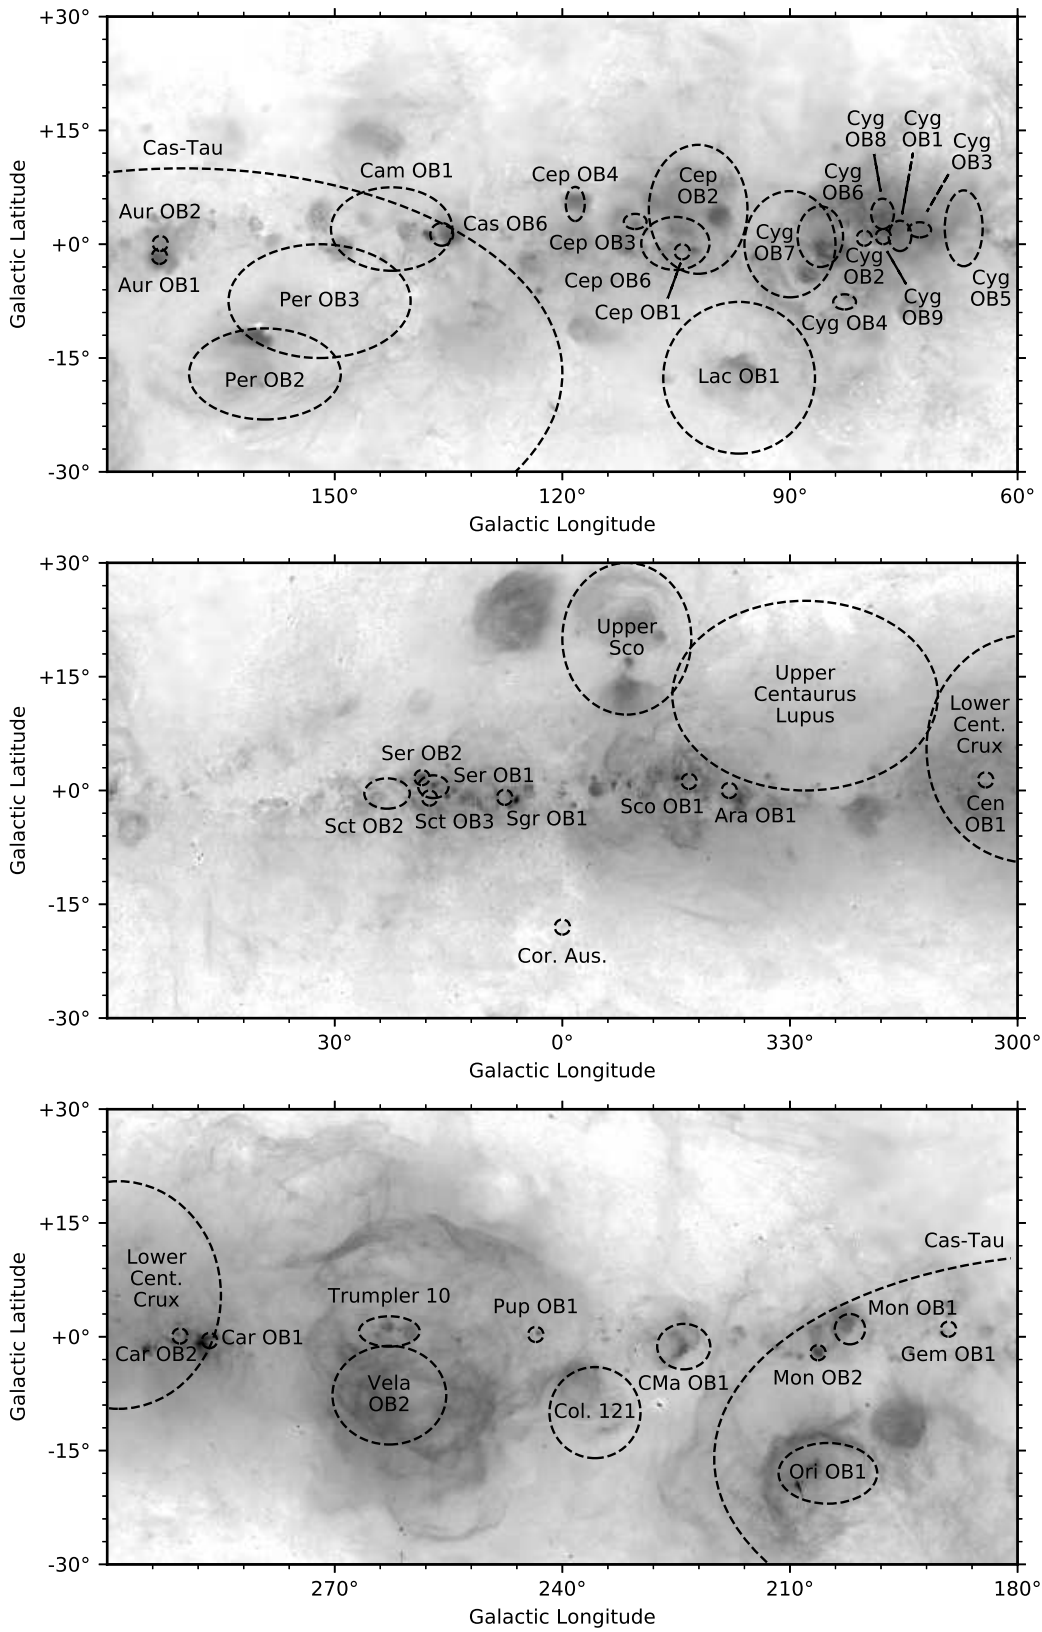 +30°
+15°
+0°
-15°
-30°
Galactic Latitude
Cas-Tau
Aur OB2
Aur OB1
Cam OB1
Cas OB6
Per OB3
Per OB2
Cep OB4
Cep OB3
Cep OB6
Cep OB1
Cep
OB2
Lac OB1
Cyg
OB7
Cyg
OB6
Cyg
OB8
Cyg
OB1
Cyg
OB3
Cyg
OB2
Cyg OB4
Cyg
OB9
Cyg
OB5
150°
120°
90°
60°
Galactic Longitude
+30°
+15°
+0°
-15°
-30°
Galactic Latitude
Upper
Sco
Upper
Centaurus
Lupus
Lower
Cent.
Crux
Ser OB2
Ser OB1
Sct OB2
Sct OB3
Sgr OB1
Sco OB1
Ara OB1
Cen
OB1
Cor. Aus.
30°
0°
330°
300°
Galactic Longitude
+30°
+15°
+0°
-15°
-30°
Galactic Latitude
Lower
Cent.
Crux
Car OB2
Car OB1
Trumpler 10
Vela
OB2
Pup OB1
Col. 121
CMa OB1
Cas-Tau
Mon OB1
Mon OB2
Gem OB1
Ori OB1
270°
240°
210°
180°
Galactic Longitude